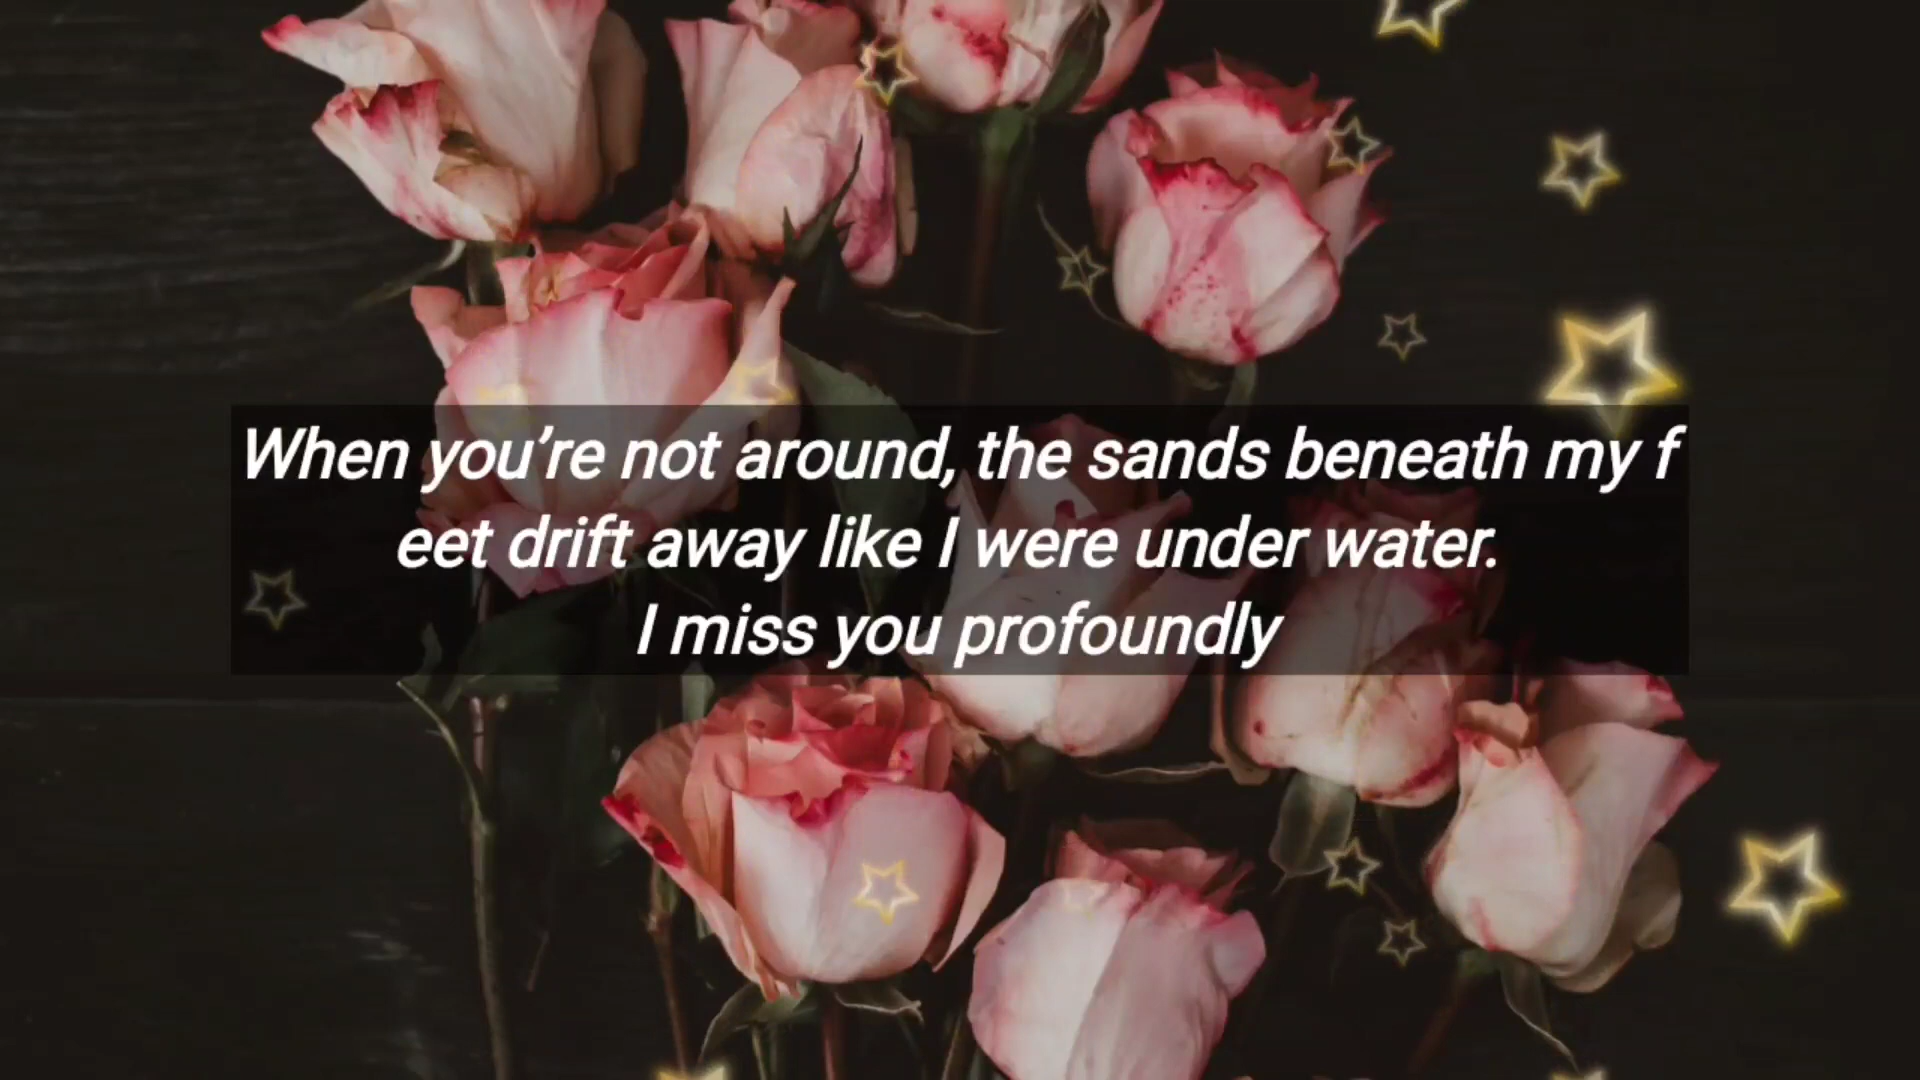 When you’re not around, the sands beneath my f
eet drift away like I were under water.
I miss you profoundly